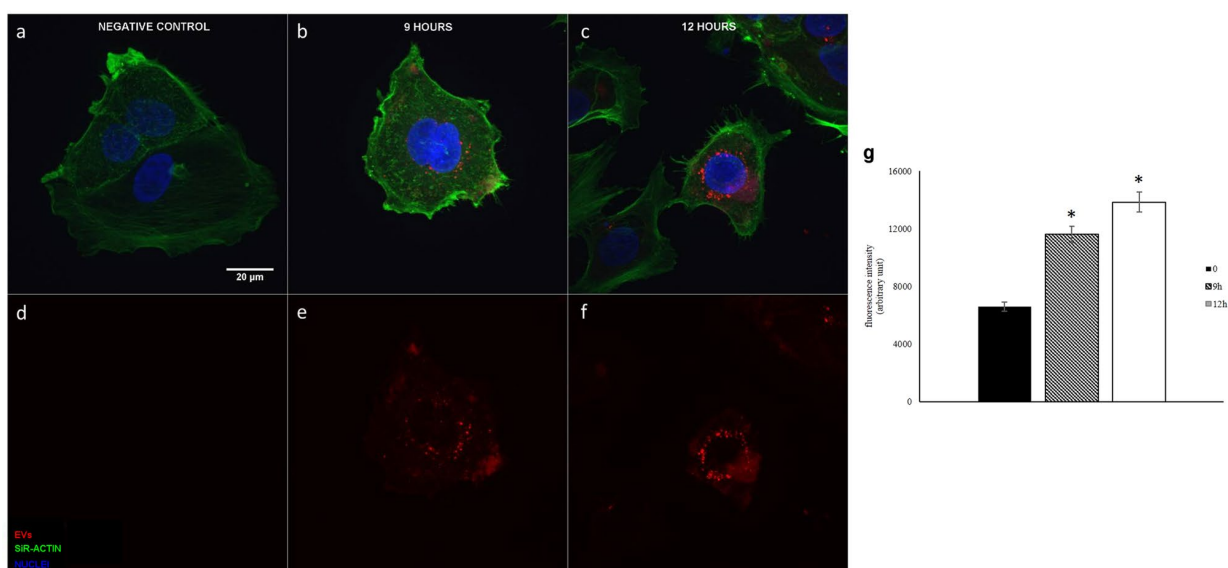 a
NEGATIVE CONTROL
b
9 HOURS
c
12 HOURS
20 µm
d
e
f
EVs
SiR-ACTIN
NUCLEI
g
16000
12000
8000
4000
0
fluorescence intensity
(arbitrary unit)
*
*
0
9h
12h